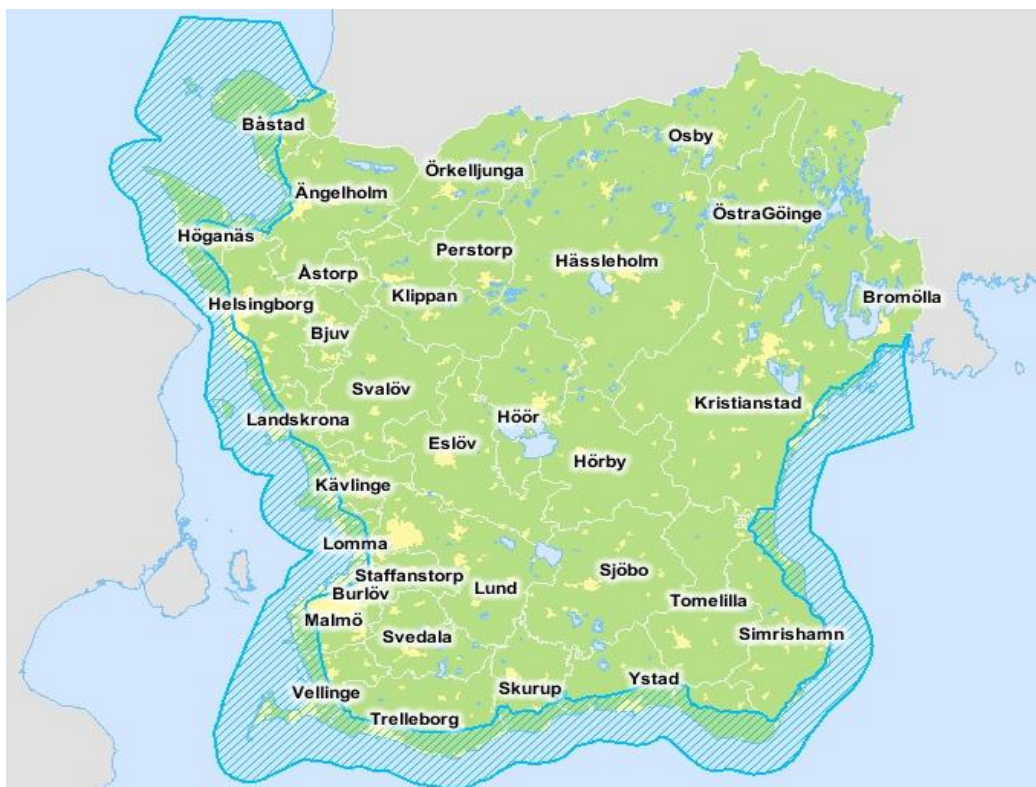 Båstad
Osby
Örkelljunga
Ängelholm
ÖstraGöinge
Höganäs
Perstorp
Hässleholm
Åstorp
Klippan
Bromölla
Helsingborg
Bjuv
Svalöv
Kristianstad
Landskrona
Höör
Eslöv
Hörby
Kävlinge
Lomma
Staffanstorp
Sjöbo
Lund
Burlöv
Tomelilla
Malmö
Svedala
Simrishamn
Ystad
Vellinge
Skurup
Trelleborg